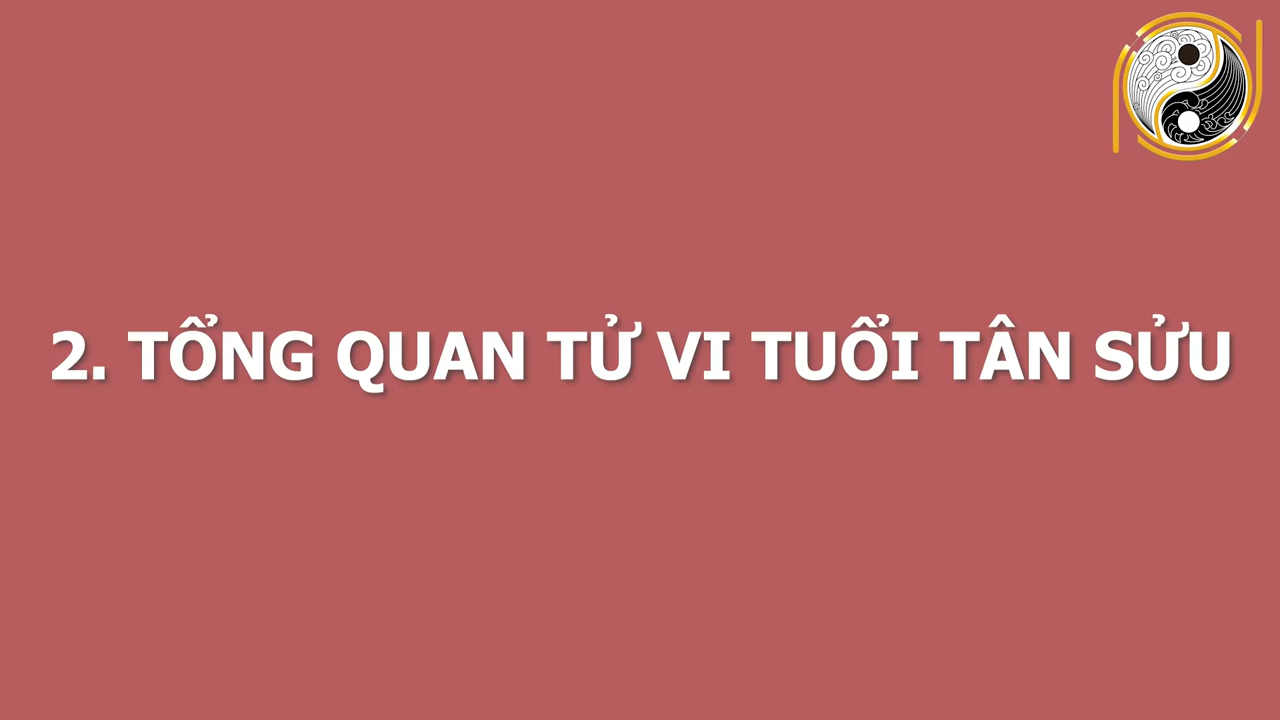 2. TỔNG QUAN TỬ VI TUỔI TÂN SỬU